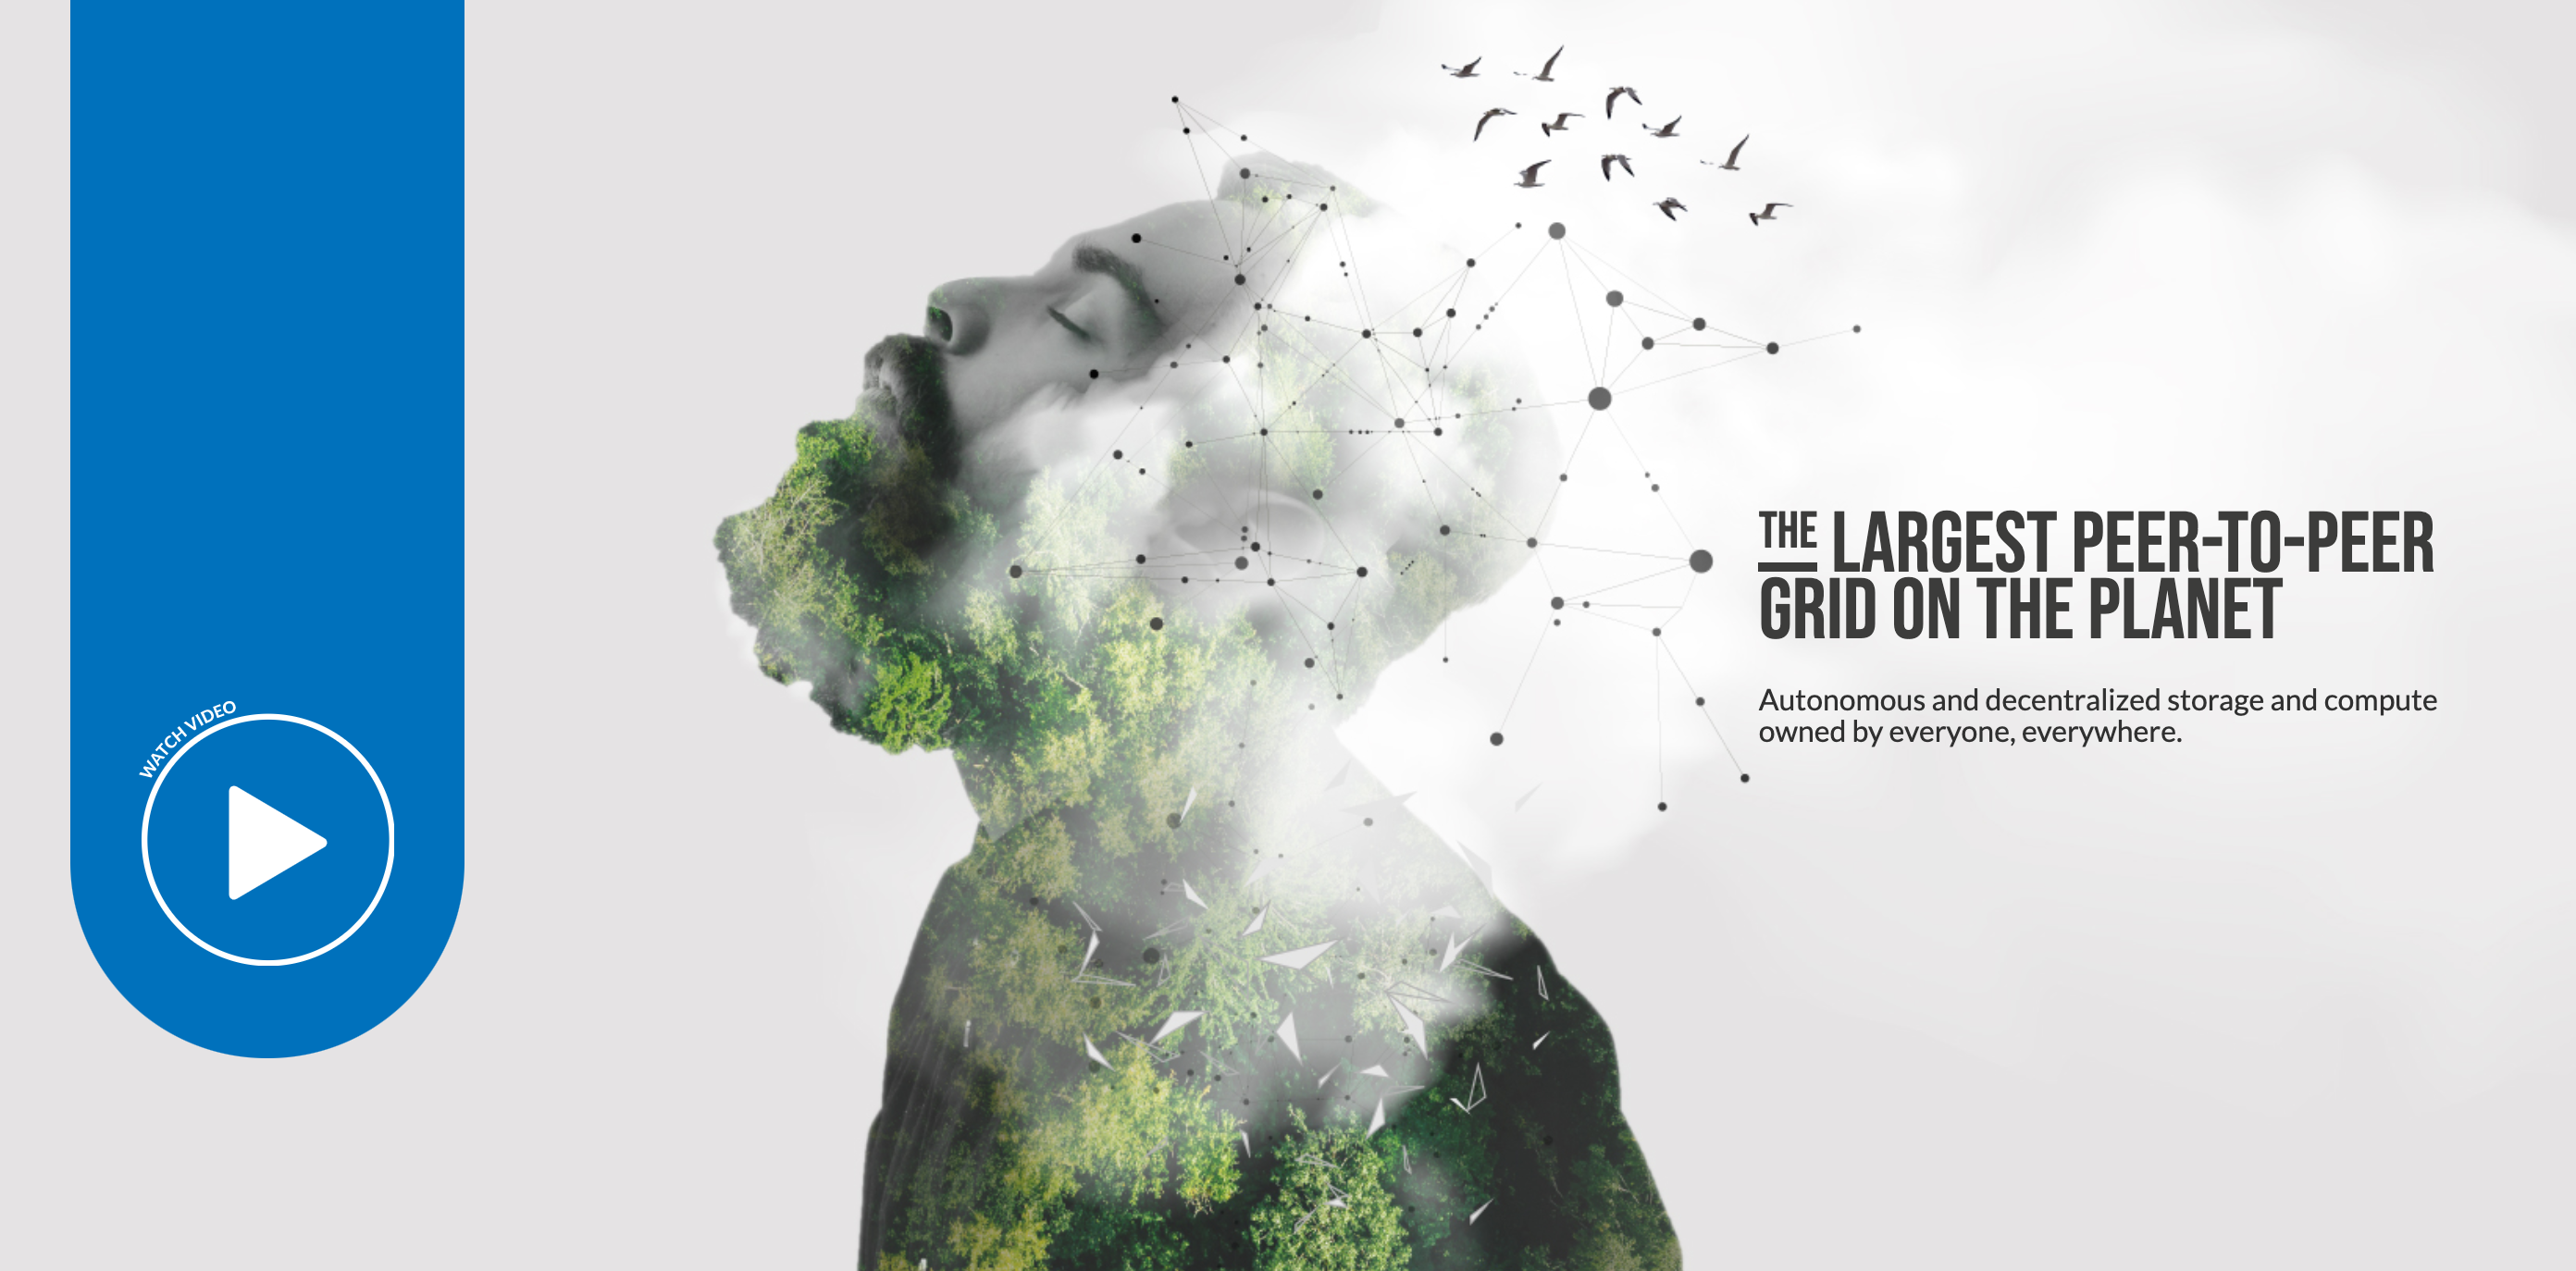 WATCH VIDEO
THE LARGEST PEER-TO-PEER
GRID ON THE PLANET
Autonomous and decentralized storage and compute
owned by everyone, everywhere.